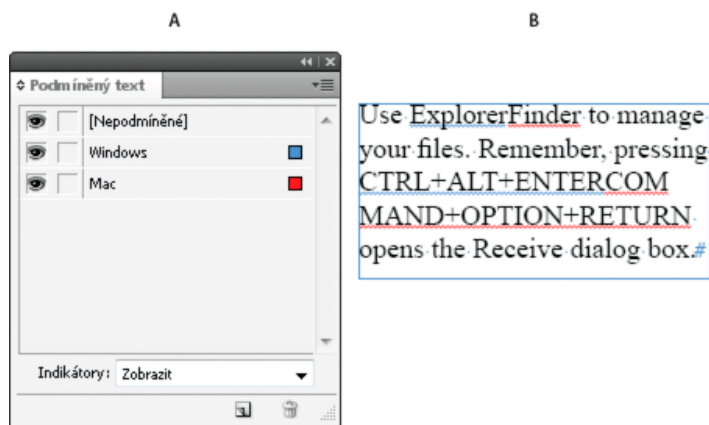 A
B
Podmíněný text
[Nepodmíněné]
Windows
Mac
Indikátory: Zobrazit
Use ExplorerFinder to manage
your files. Remember, pressing
CTRL+ALT+ENTERCOM
MAND+OPTION+RETURN
opens the Receive dialog box.#